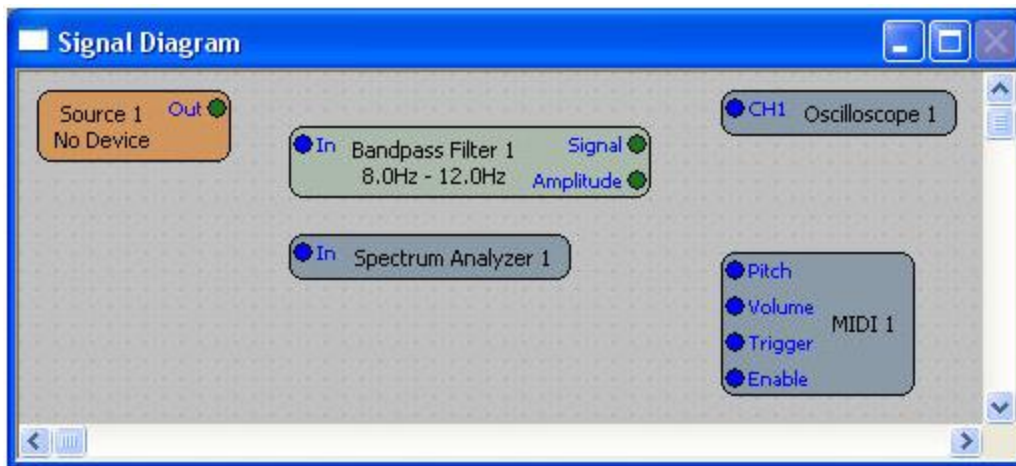 Signal Diagram
Source 1
Out
No Device
In
Bandpass Filter 1
Signal
8.0Hz - 12.0Hz
Amplitude
In
Spectrum Analyzer 1
CH1
Oscilloscope 1
Pitch
Volume
Trigger
Enable
MIDI 1